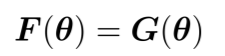 𝑭(𝜽) = 𝑮(𝜽)